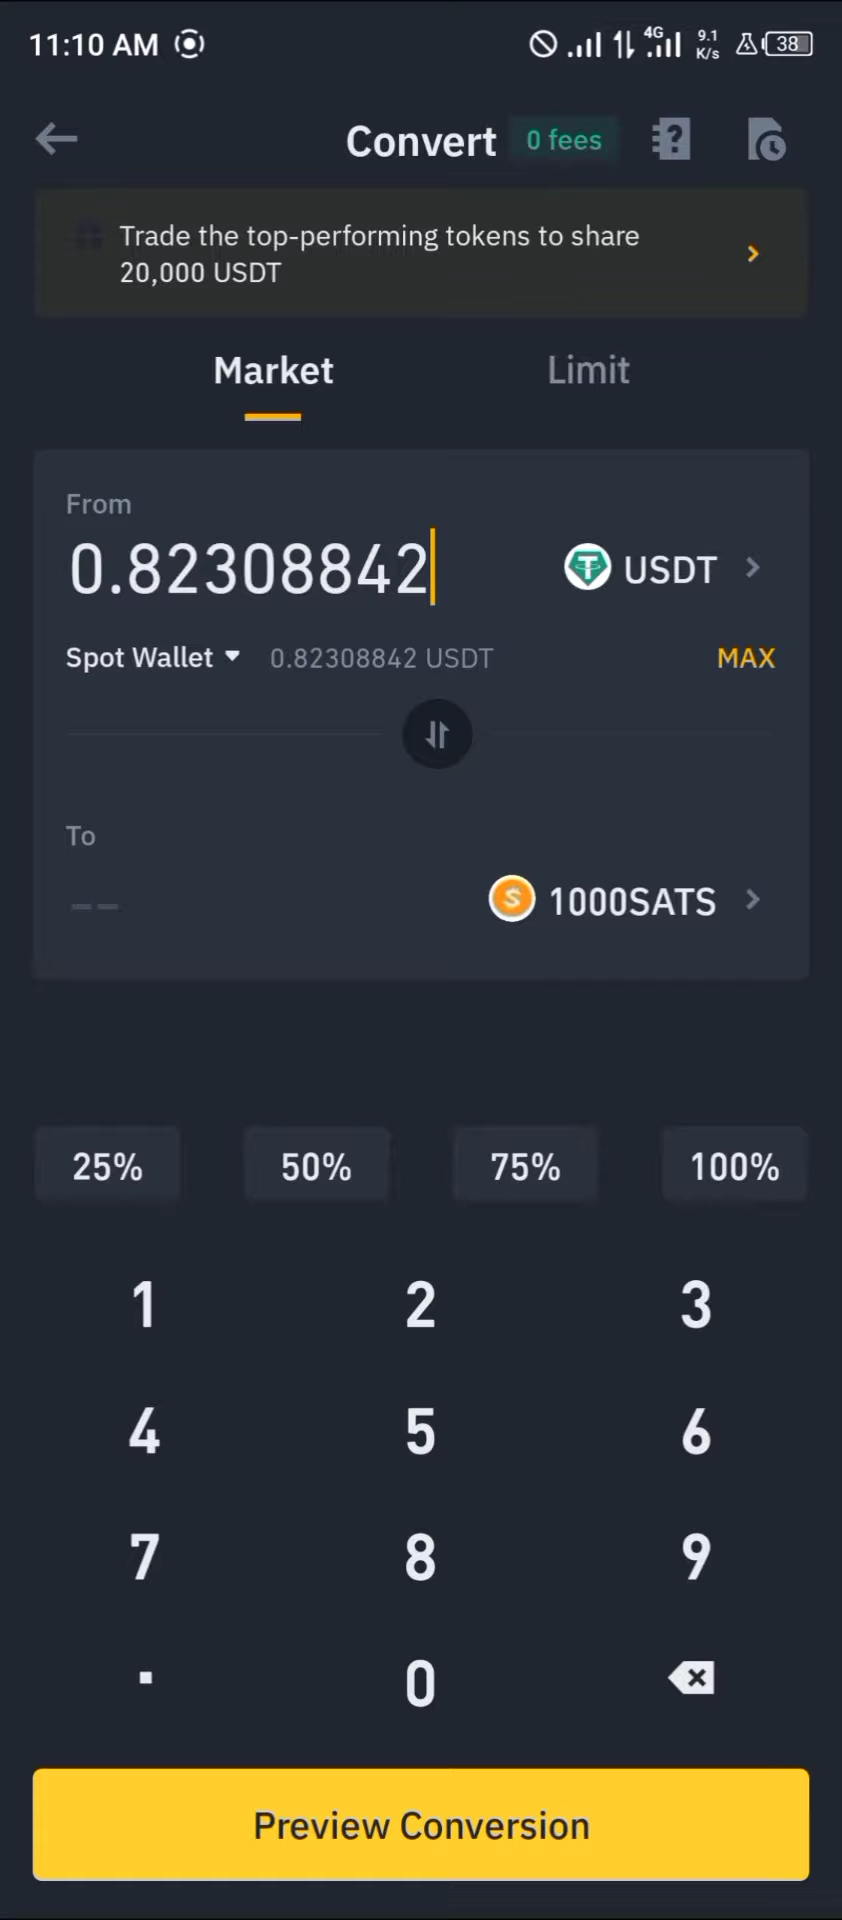 11:10 AM 4G 9.1 K/s 38
Convert 0 fees
Trade the top-performing tokens to share
20,000 USDT
Market Limit
From
0.82308842 USDT
Spot Wallet 0.82308842 USDT MAX
To
-- 1000SATS
25% 50% 75% 100%
1 2 3
4 5 6
7 8 9
. 0
Preview Conversion